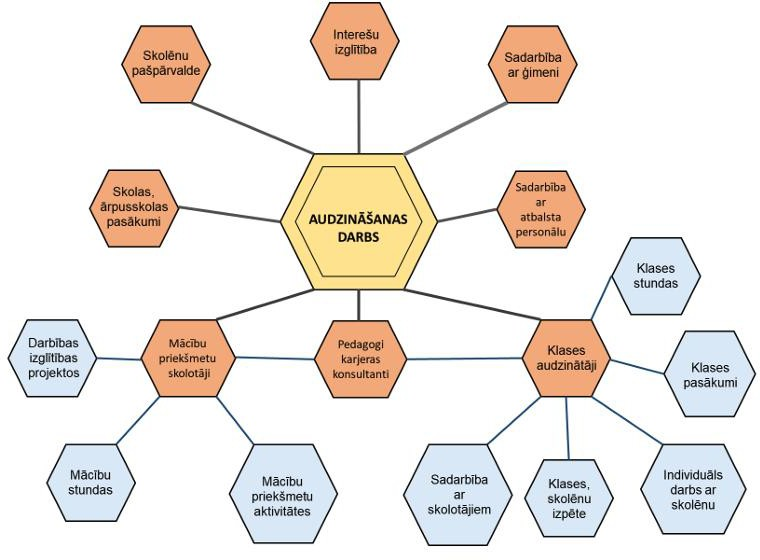 Interešu
izglītība
Skolēnu
pašpārvalde
Sadarbība
ar ģimeni
Skolas,
ārpusskolas
pasākumi
Sadarbība
ar
atbalsta
personālu
AUDZINĀŠANAS
DARBS
Klases
stundas
Darbības
izglītības
projektos
Mācību
priekšmetu
skolotāji
Pedagogi
karjeras
konsultanti
Klases
audzinātāji
Klases
pasākumi
Mācību
stundas
Mācību
priekšmetu
aktivitātes
Sadarbība
ar
skolotājiem
Klases,
skolēnu
izpēte
Individuāls
darbs ar
skolēnu